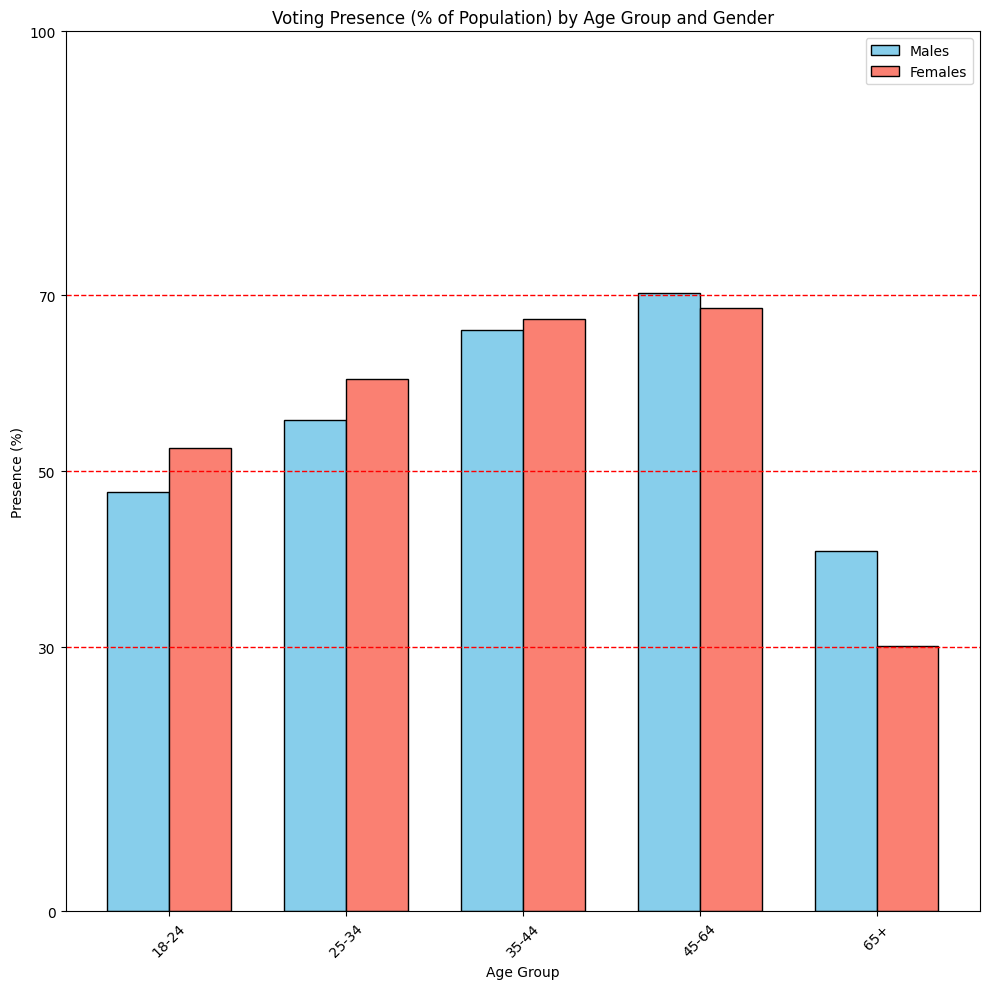 Voting Presence (% of Population) by Age Group and Gender
Males
Females
Presence (%)
100
70
50
30
0
18-24
25-34
35-44
45-64
65+
Age Group